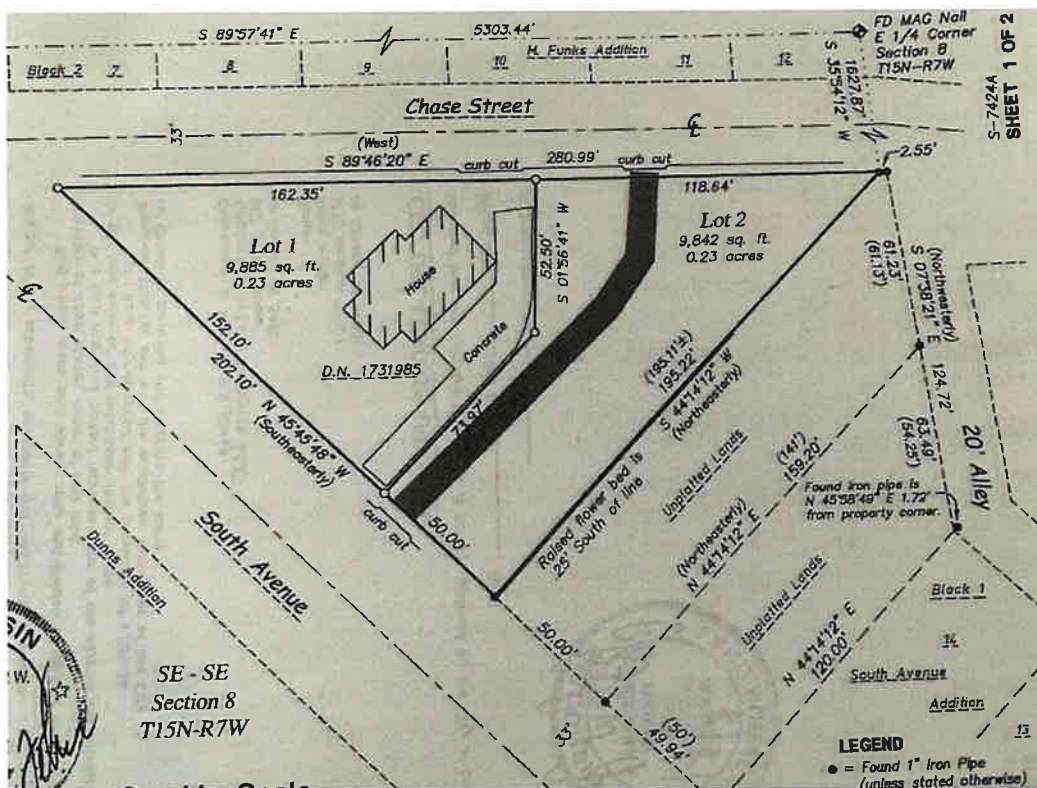 S 89°57'41" E 5303.44'
FD MAG Nail
E 1/4 Corner
Section 8
T15N-R7W
S-7424A
SHEET 1 OF 2
Block 2 7 8 9 10 11 12
M. Funks Addition
1627.87'
S 35°54'12" W
Chase Street
33'
(West)
S 89°46'20" E
curb cut
280.99'
curb cut
2.55'
162.35'
118.64'
Lot 1
9,885 sq. ft.
0.23 acres
House
Concrete
D.N. 1731985
52.50'
S 01°56'41" W
Lot 2
9,842 sq. ft.
0.23 acres
61.23'
(61.13')
(Northwesterly)
S 07°38'21" E 124.72'
63.49'
(54.25')
20' Alley
152.10'
202.10'
N 45°45'48" W
(Southeasterly)
73.97'
(195.11'±)
195.22'
S 44°14'12" W
(Northeasterly)
Raised flower bed is
.25' South of line
Unplatted Lands
(141')
159.20'
(Northeasterly)
N 44°14'12" E
Found iron pipe is
N 45°58'49" E 1.72'
from property corner.
curb cut
50.00'
South Avenue
Dunns Addition
Unplatted Lands
N 44°14'12" E
120.00'
50.00'
(50')
49.94'
33'
Block 1
14
South Avenue
Addition
13
SIN
W.
SE - SE
Section 8
T15N-R7W
LEGEND
● = Found 1" Iron Pipe
(unless stated otherwise)